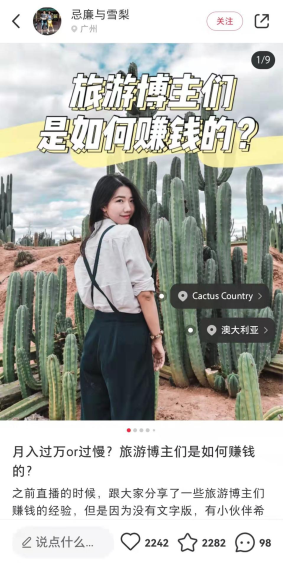 忌廉与雪梨
广州
关注
1/9
旅游博主们
是如何赚钱的?
Cactus Country
澳大利亚
月入过万or过慢？旅游博主们是如何赚钱
的？
之前直播的时候，跟大家分享了一些旅游博主们
赚钱的经验，但是因为没有文字版，有小伙伴希
说点什么...
2242
2282
98